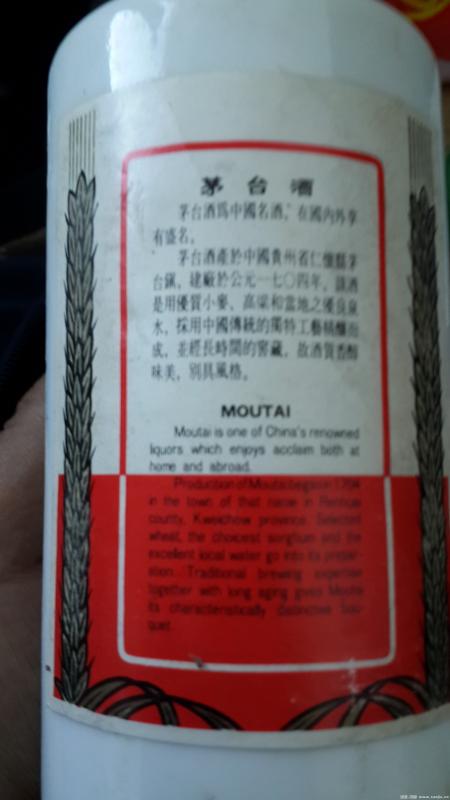 茅台酒
茅台酒爲中國名酒，在國內外享
有盛名。
茅台酒產於中國貴州省仁懷縣茅
台鎮，建廠於公元一七〇四年，該酒
是用優質小麥、高梁和當地之優良泉
水，採用中國傳統的獨特工藝精釀而
成，並經長時間的窖藏，故酒質香醇
味美，別具風格。
MOUTAI
Moutai is one of China's renowned
liquors which enjoys acclaim both at
home and abroad.
Production of Moutai began in 1704
in the town of that name in Renhuai
county, Kweichow province. Selected
wheat, the choicest sorghum and the
excellent local water go into its prepar-
ation. Traditional brewing expertise
together with long aging gives Moutai
its characteristically distinctive bou-
quet.